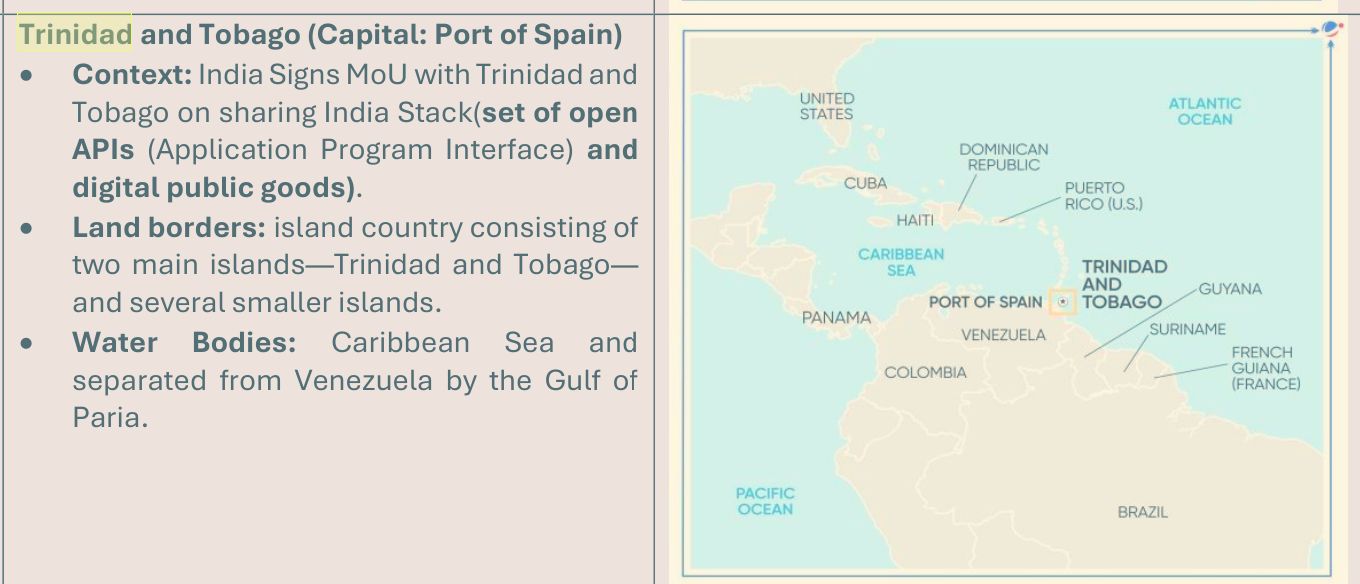 Trinidad and Tobago (Capital: Port of Spain)
• Context: India Signs MoU with Trinidad and
Tobago on sharing India Stack(set of open
APIs (Application Program Interface) and
digital public goods).
• Land borders: island country consisting of
two main islands—Trinidad and Tobago—
and several smaller islands.
• Water Bodies: Caribbean Sea and
separated from Venezuela by the Gulf of
Paria.
UNITED
STATES
ATLANTIC
OCEAN
DOMINICAN
REPUBLIC
CUBA
PUERTO
RICO (U.S.)
HAITI
CARIBBEAN
SEA
TRINIDAD
AND
TOBAGO
PORT OF SPAIN
GUYANA
PANAMA
VENEZUELA
SURINAME
COLOMBIA
FRENCH
GUIANA
(FRANCE)
PACIFIC
OCEAN
BRAZIL